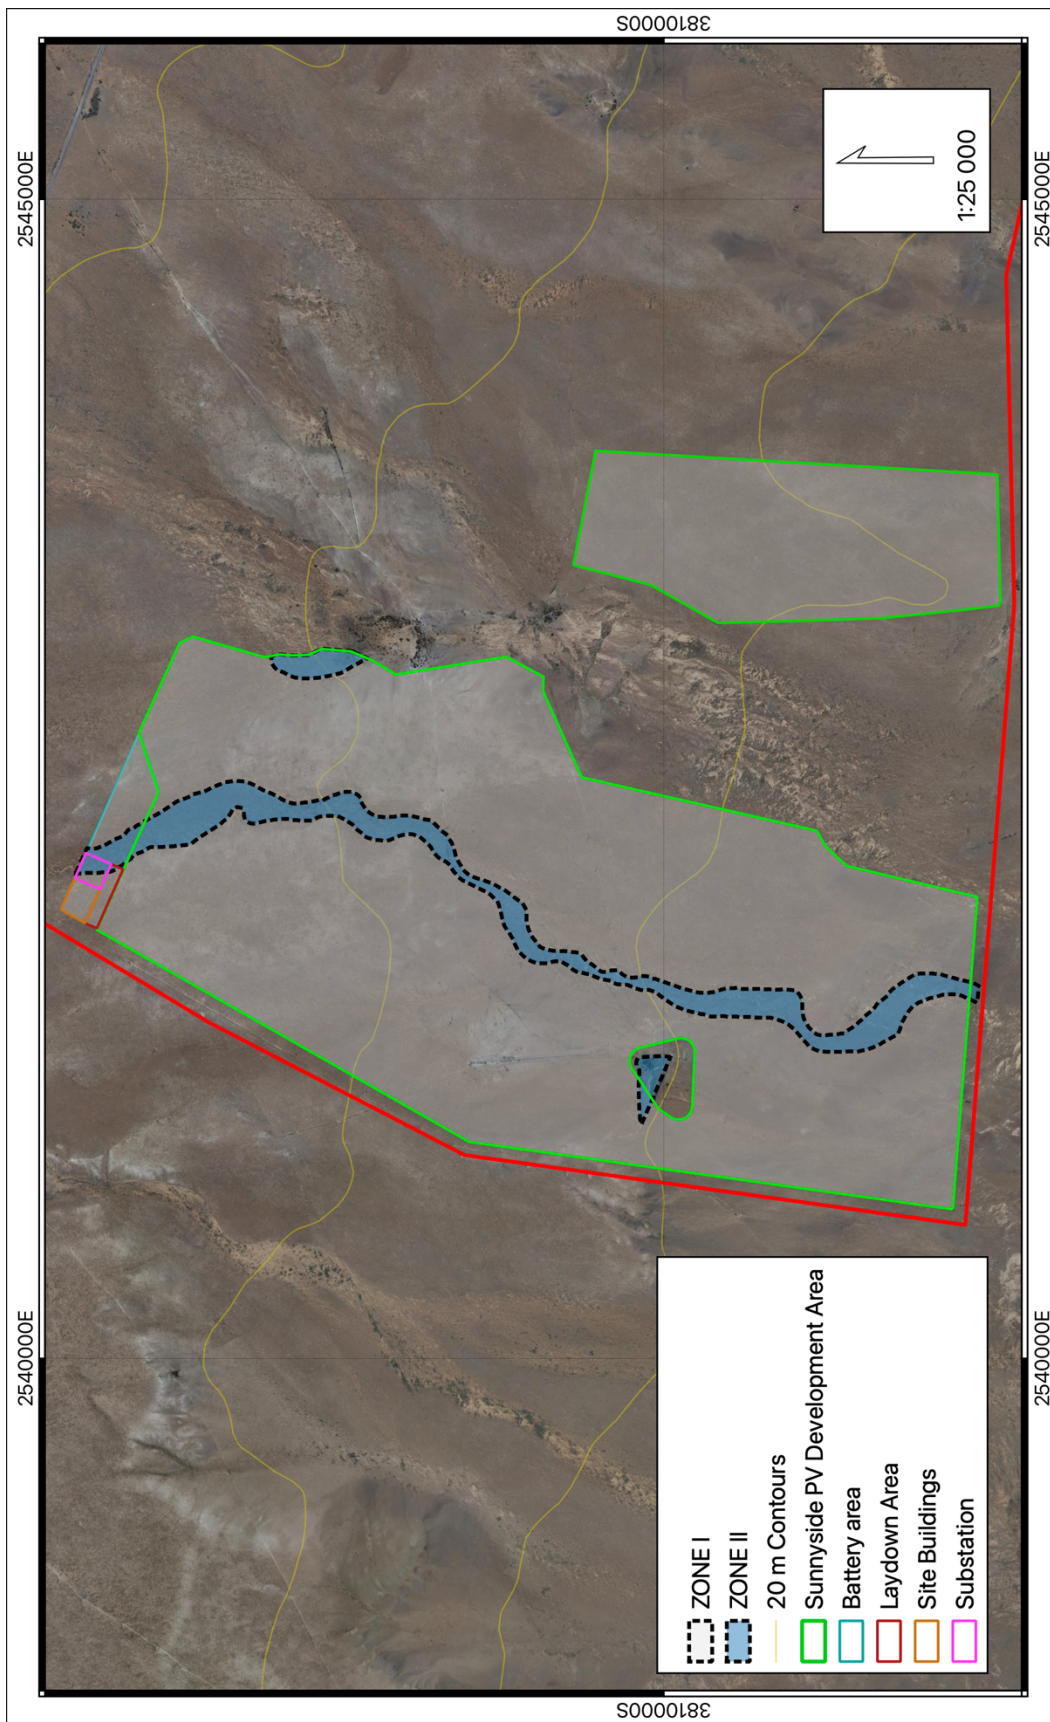 2540000E
2545000E
3810000S
3810000S
1:25 000
ZONE I
ZONE II
20 m Contours
Sunnyside PV Development Area
Battery area
Laydown Area
Site Buildings
Substation
2540000E
2545000E